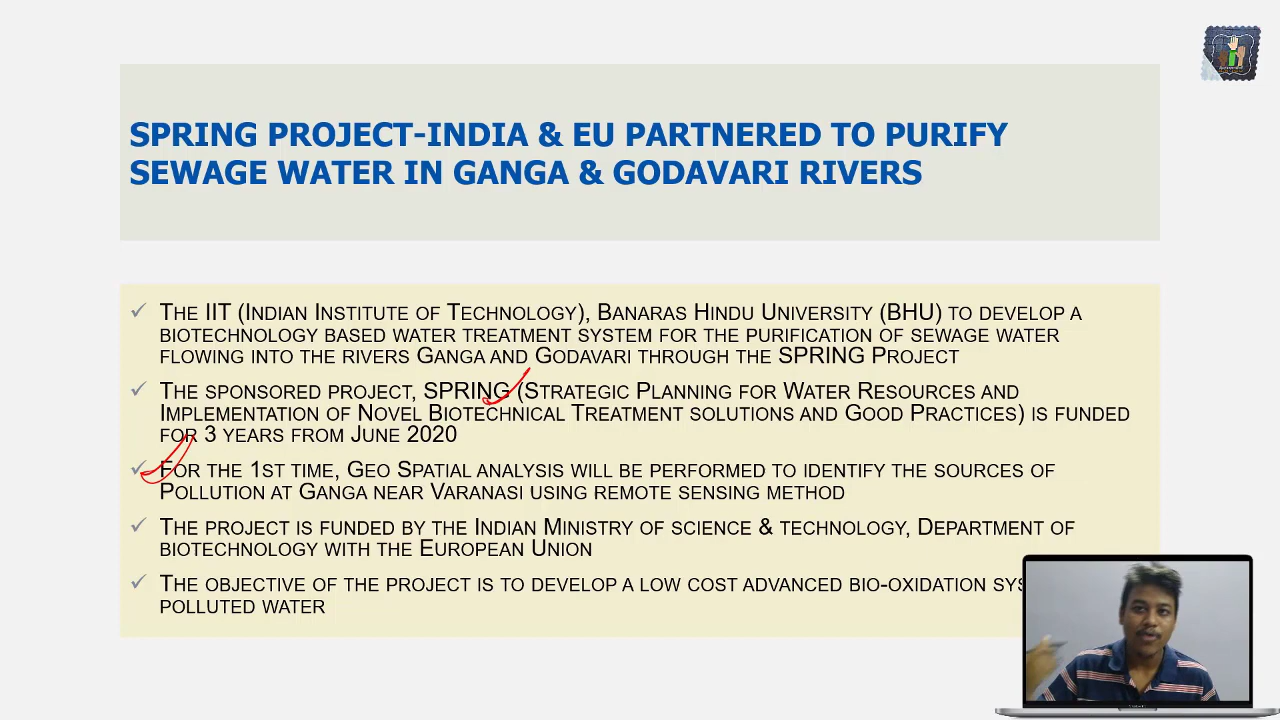 SPRING PROJECT-INDIA & EU PARTNERED TO PURIFY
SEWAGE WATER IN GANGA & GODAVARI RIVERS
THE IIT (INDIAN INSTITUTE OF TECHNOLOGY), BANARAS HINDU UNIVERSITY (BHU) TO DEVELOP A
BIOTECHNOLOGY BASED WATER TREATMENT SYSTEM FOR THE PURIFICATION OF SEWAGE WATER
FLOWING INTO THE RIVERS GANGA AND GODAVARI THROUGH THE SPRING PROJECT
THE SPONSORED PROJECT, SPRING (STRATEGIC PLANNING FOR WATER RESOURCES AND
IMPLEMENTATION OF NOVEL BIOTECHNICAL TREATMENT SOLUTIONS AND GOOD PRACTICES) IS FUNDED
FOR 3 YEARS FROM JUNE 2020
FOR THE 1ST TIME, GEO SPATIAL ANALYSIS WILL BE PERFORMED TO IDENTIFY THE SOURCES OF
POLLUTION AT GANGA NEAR VARANASI USING REMOTE SENSING METHOD
THE PROJECT IS FUNDED BY THE INDIAN MINISTRY OF SCIENCE & TECHNOLOGY, DEPARTMENT OF
BIOTECHNOLOGY WITH THE EUROPEAN UNION
THE OBJECTIVE OF THE PROJECT IS TO DEVELOP A LOW COST ADVANCED BIO-OXIDATION
POLLUTED WATER